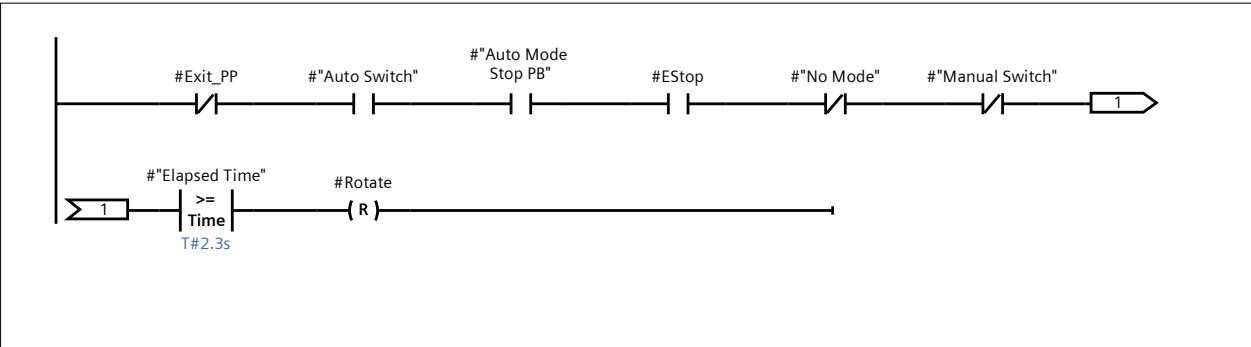 #"Auto Mode
Stop PB"
#Exit_PP
#"Auto Switch"
#EStop
#"No Mode"
#"Manual Switch"
1
#"Elapsed Time"
#Rotate
1
>=
Time
R
T#2.3s